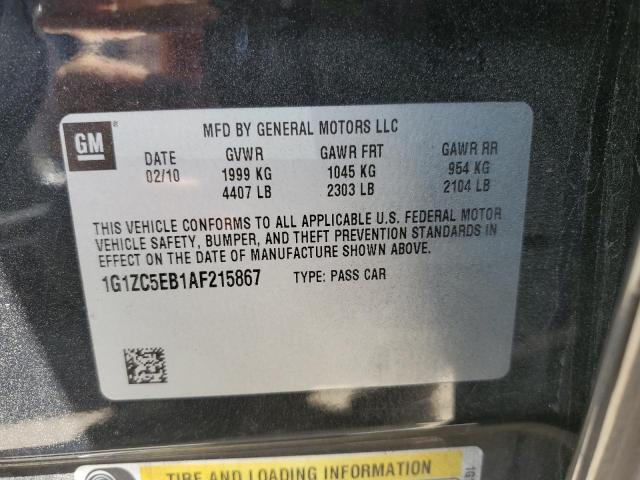 GM
®
MFD BY GENERAL MOTORS LLC
DATE GVWR GAWR FRT GAWR RR
02/10 1999 KG 1045 KG 954 KG
4407 LB 2303 LB 2104 LB
THIS VEHICLE CONFORMS TO ALL APPLICABLE U.S. FEDERAL MOTOR
VEHICLE SAFETY, BUMPER, AND THEFT PREVENTION STANDARDS IN
EFFECT ON THE DATE OF MANUFACTURE SHOWN ABOVE.
1G1ZC5EB1AF215867 TYPE: PASS CAR
TIRE AND LOADING INFORMATION